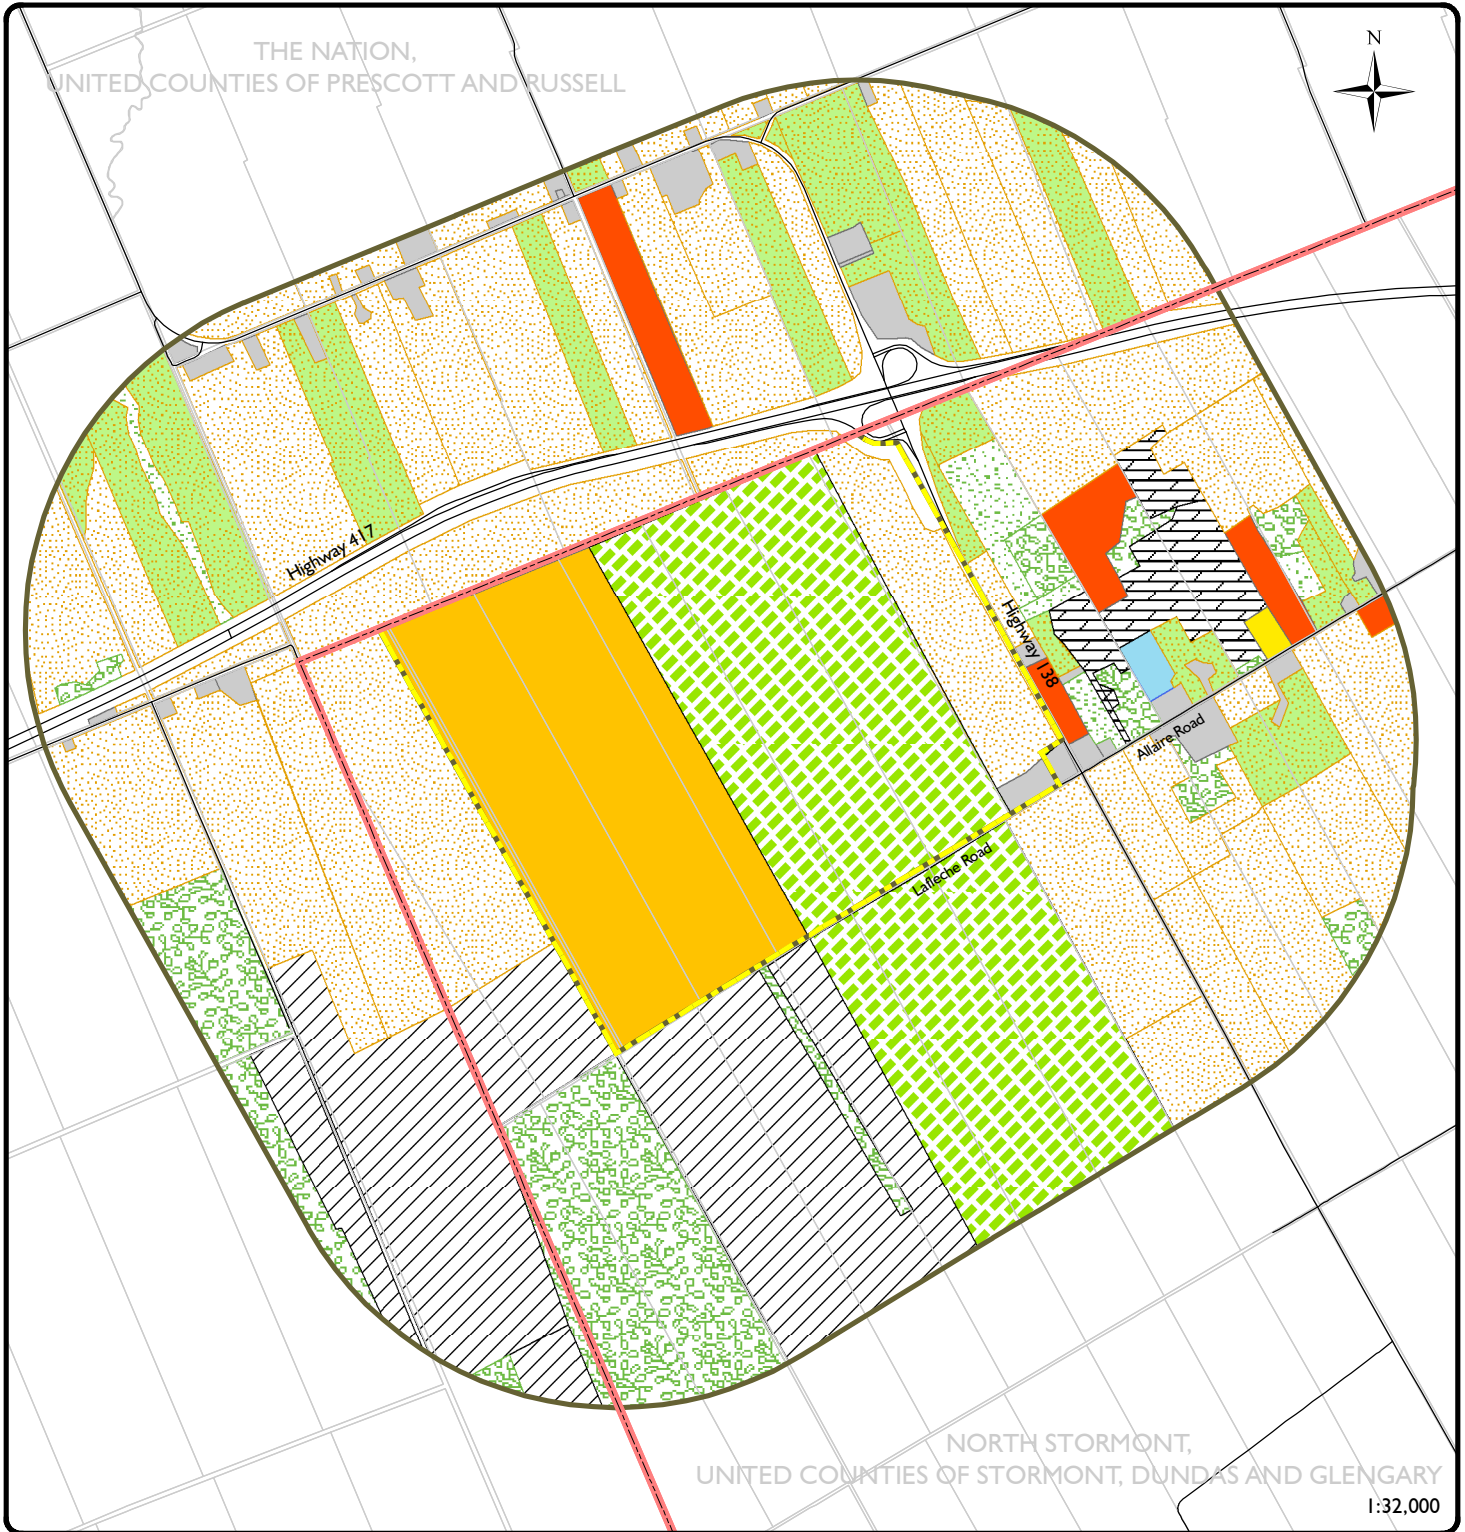 THE NATION,
UNITED COUNTIES OF PRESCOTT AND RUSSELL
N
Highway 417
Highway 138
Allaire Road
Lafleche Road
NORTH STORMONT,
UNITED COUNTIES OF STORMONT, DUNDAS AND GLENGARY
1:32,000